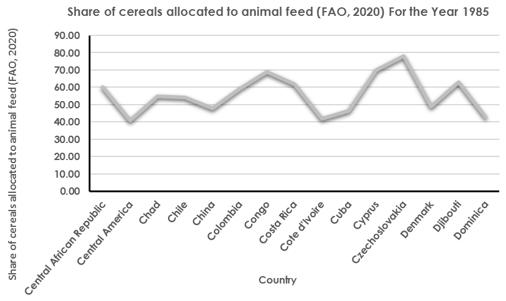 Share of cereals allocated to animal feed (FAO, 2020) For the Year 1985
Share of cereals allocated to animal feed (FAO, 2020)
90.00
80.00
70.00
60.00
50.00
40.00
30.00
20.00
10.00
0.00
Central African Republic
Central America
Chad
Chile
China
Colombia
Congo
Costa Rica
Cote d'Ivoire
Cuba
Cyprus
Czechoslovakia
Denmark
Djibouti
Dominica
Country